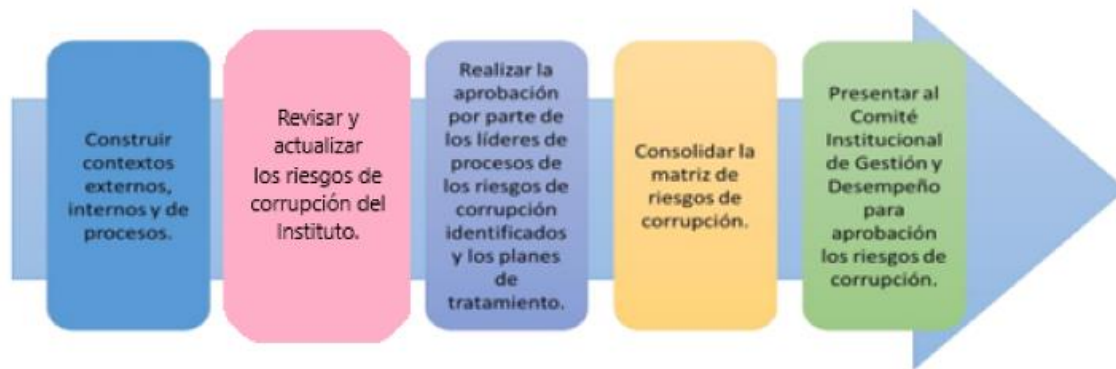 Construir
contextos
externos,
internos y de
procesos.
Revisar y
actualizar
los riesgos de
corrupción del
Instituto.
Realizar la
aprobación
por parte de
los líderes de
procesos de
los riesgos de
corrupción
identificados
y los planes de
tratamiento.
Consolidar la
matriz de
riesgos de
corrupción.
Presentar al
Comité
Institucional
de Gestión y
Desempeño
para
aprobación
los riesgos de
corrupción.